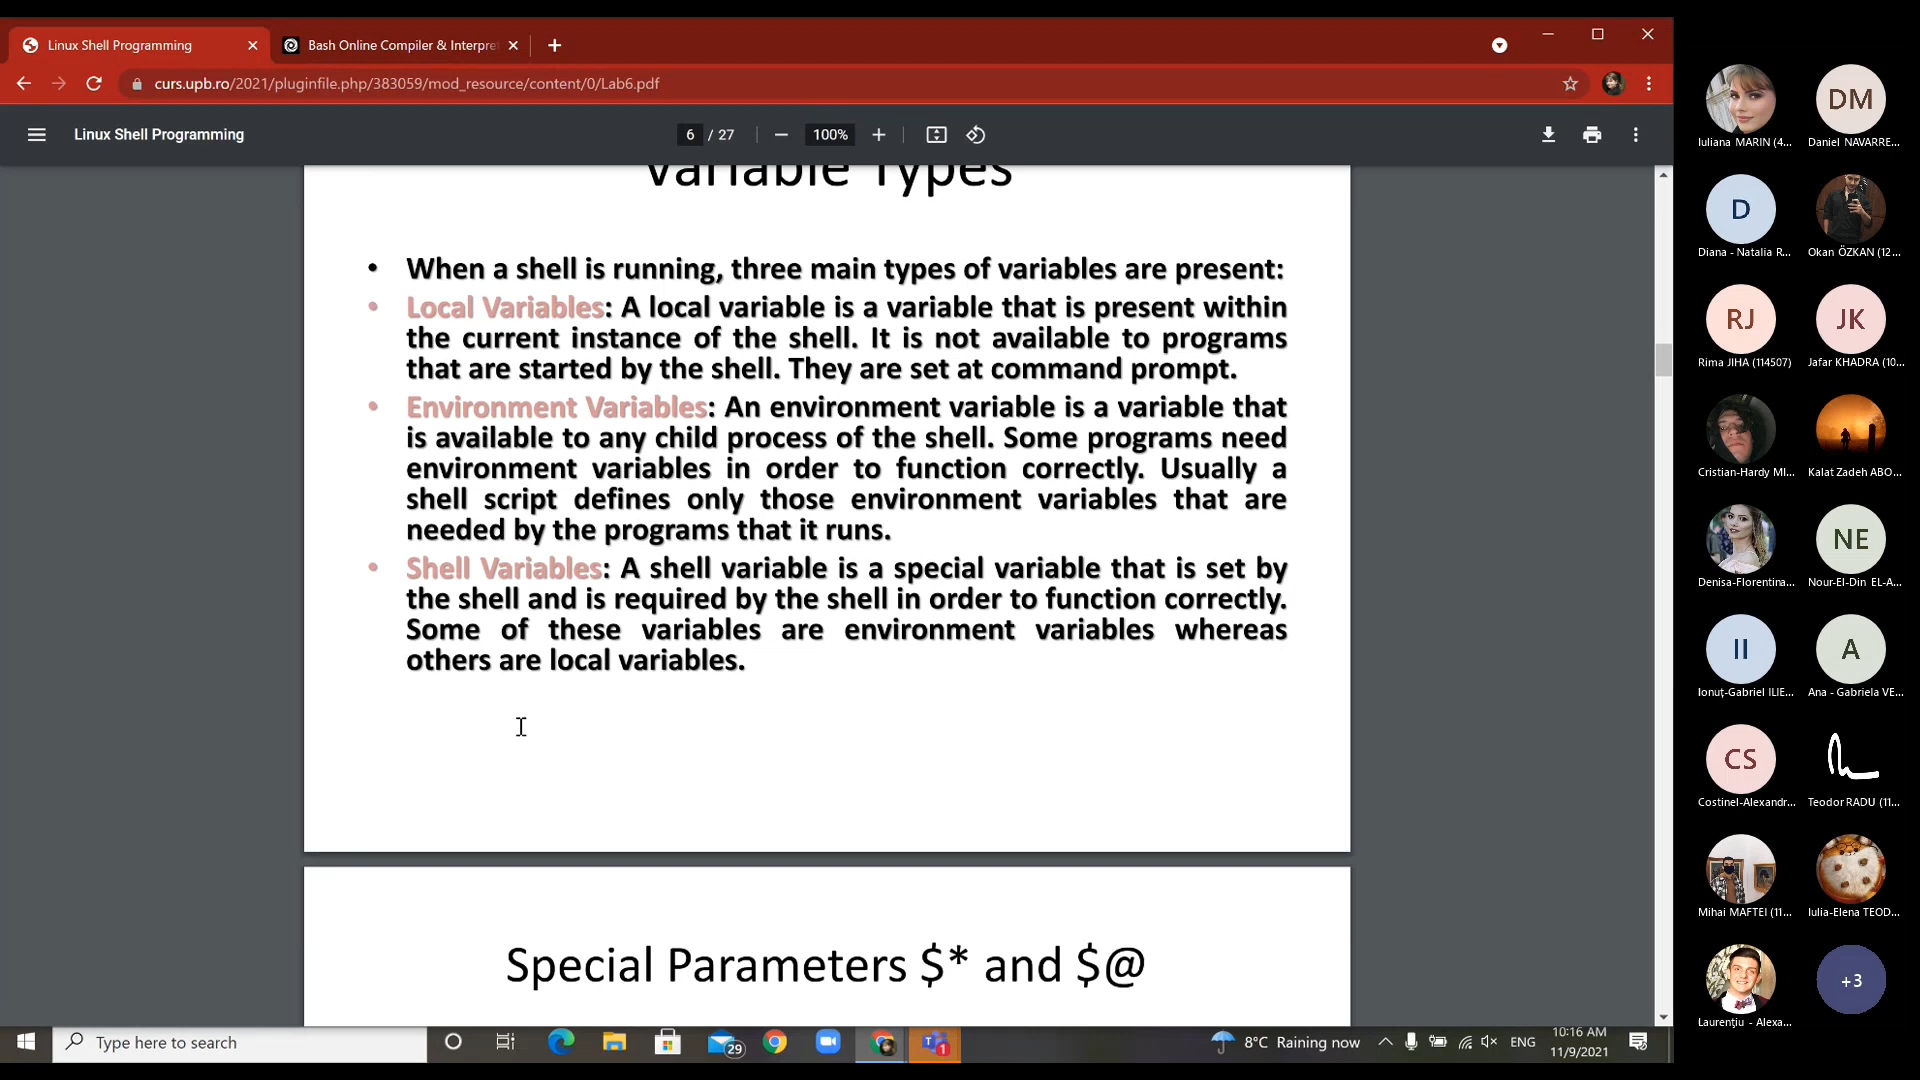 Linux Shell Programming
Bash Online Compiler & Interpre
curs.upb.ro/2021/pluginfile.php/383059/mod_resource/content/0/Lab6.pdf
Linux Shell Programming
6 / 27
100%
Variable Types
• When a shell is running, three main types of variables are present:
• Local Variables: A local variable is a variable that is present within
the current instance of the shell. It is not available to programs
that are started by the shell. They are set at command prompt.
• Environment Variables: An environment variable is a variable that
is available to any child process of the shell. Some programs need
environment variables in order to function correctly. Usually a
shell script defines only those environment variables that are
needed by the programs that it runs.
• Shell Variables: A shell variable is a special variable that is set by
the shell and is required by the shell in order to function correctly.
Some of these variables are environment variables whereas
others are local variables.
Special Parameters $* and $@
Type here to search
29
1
8°C Raining now
ENG
10:16 AM
11/9/2021
DM
Iuliana MARIN (4...
Daniel NAVARRE...
D
Diana - Natalia R...
Okan ÖZKAN (12...
RJ
JK
Rima JIHA (114507)
Jafar KHADRA (10...
Cristian-Hardy MI...
Kalat Zadeh ABO...
NE
Denisa-Florentina...
Nour-El-Din EL-A...
II
A
Ionuț-Gabriel ILIE...
Ana - Gabriela VE...
CS
Costinel-Alexandr...
Teodor RADU (11...
Mihai MAFTEI (11...
Iulia-Elena TEOD...
+3
Laurențiu - Alexa...